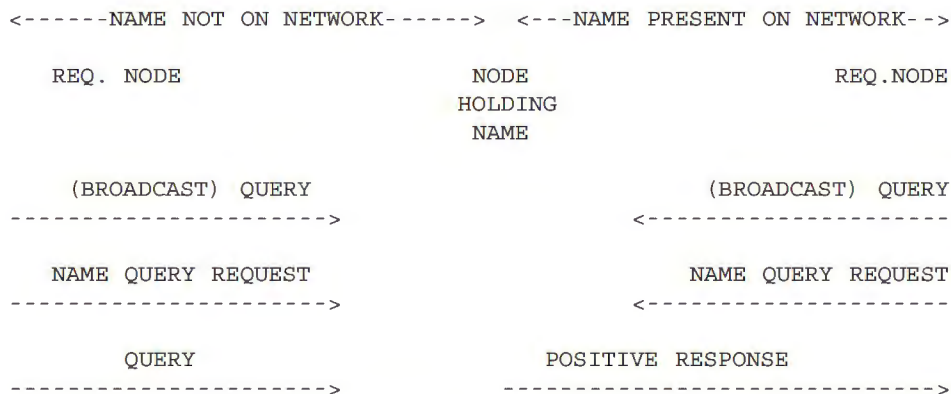 <------NAME NOT ON NETWORK------> <---NAME PRESENT ON NETWORK-->
REQ. NODE NODE REQ.NODE
HOLDING
NAME
(BROADCAST) QUERY (BROADCAST) QUERY
----------------------> <---------------------
NAME QUERY REQUEST NAME QUERY REQUEST
----------------------> <---------------------
QUERY POSITIVE RESPONSE
----------------------> ------------------------------>